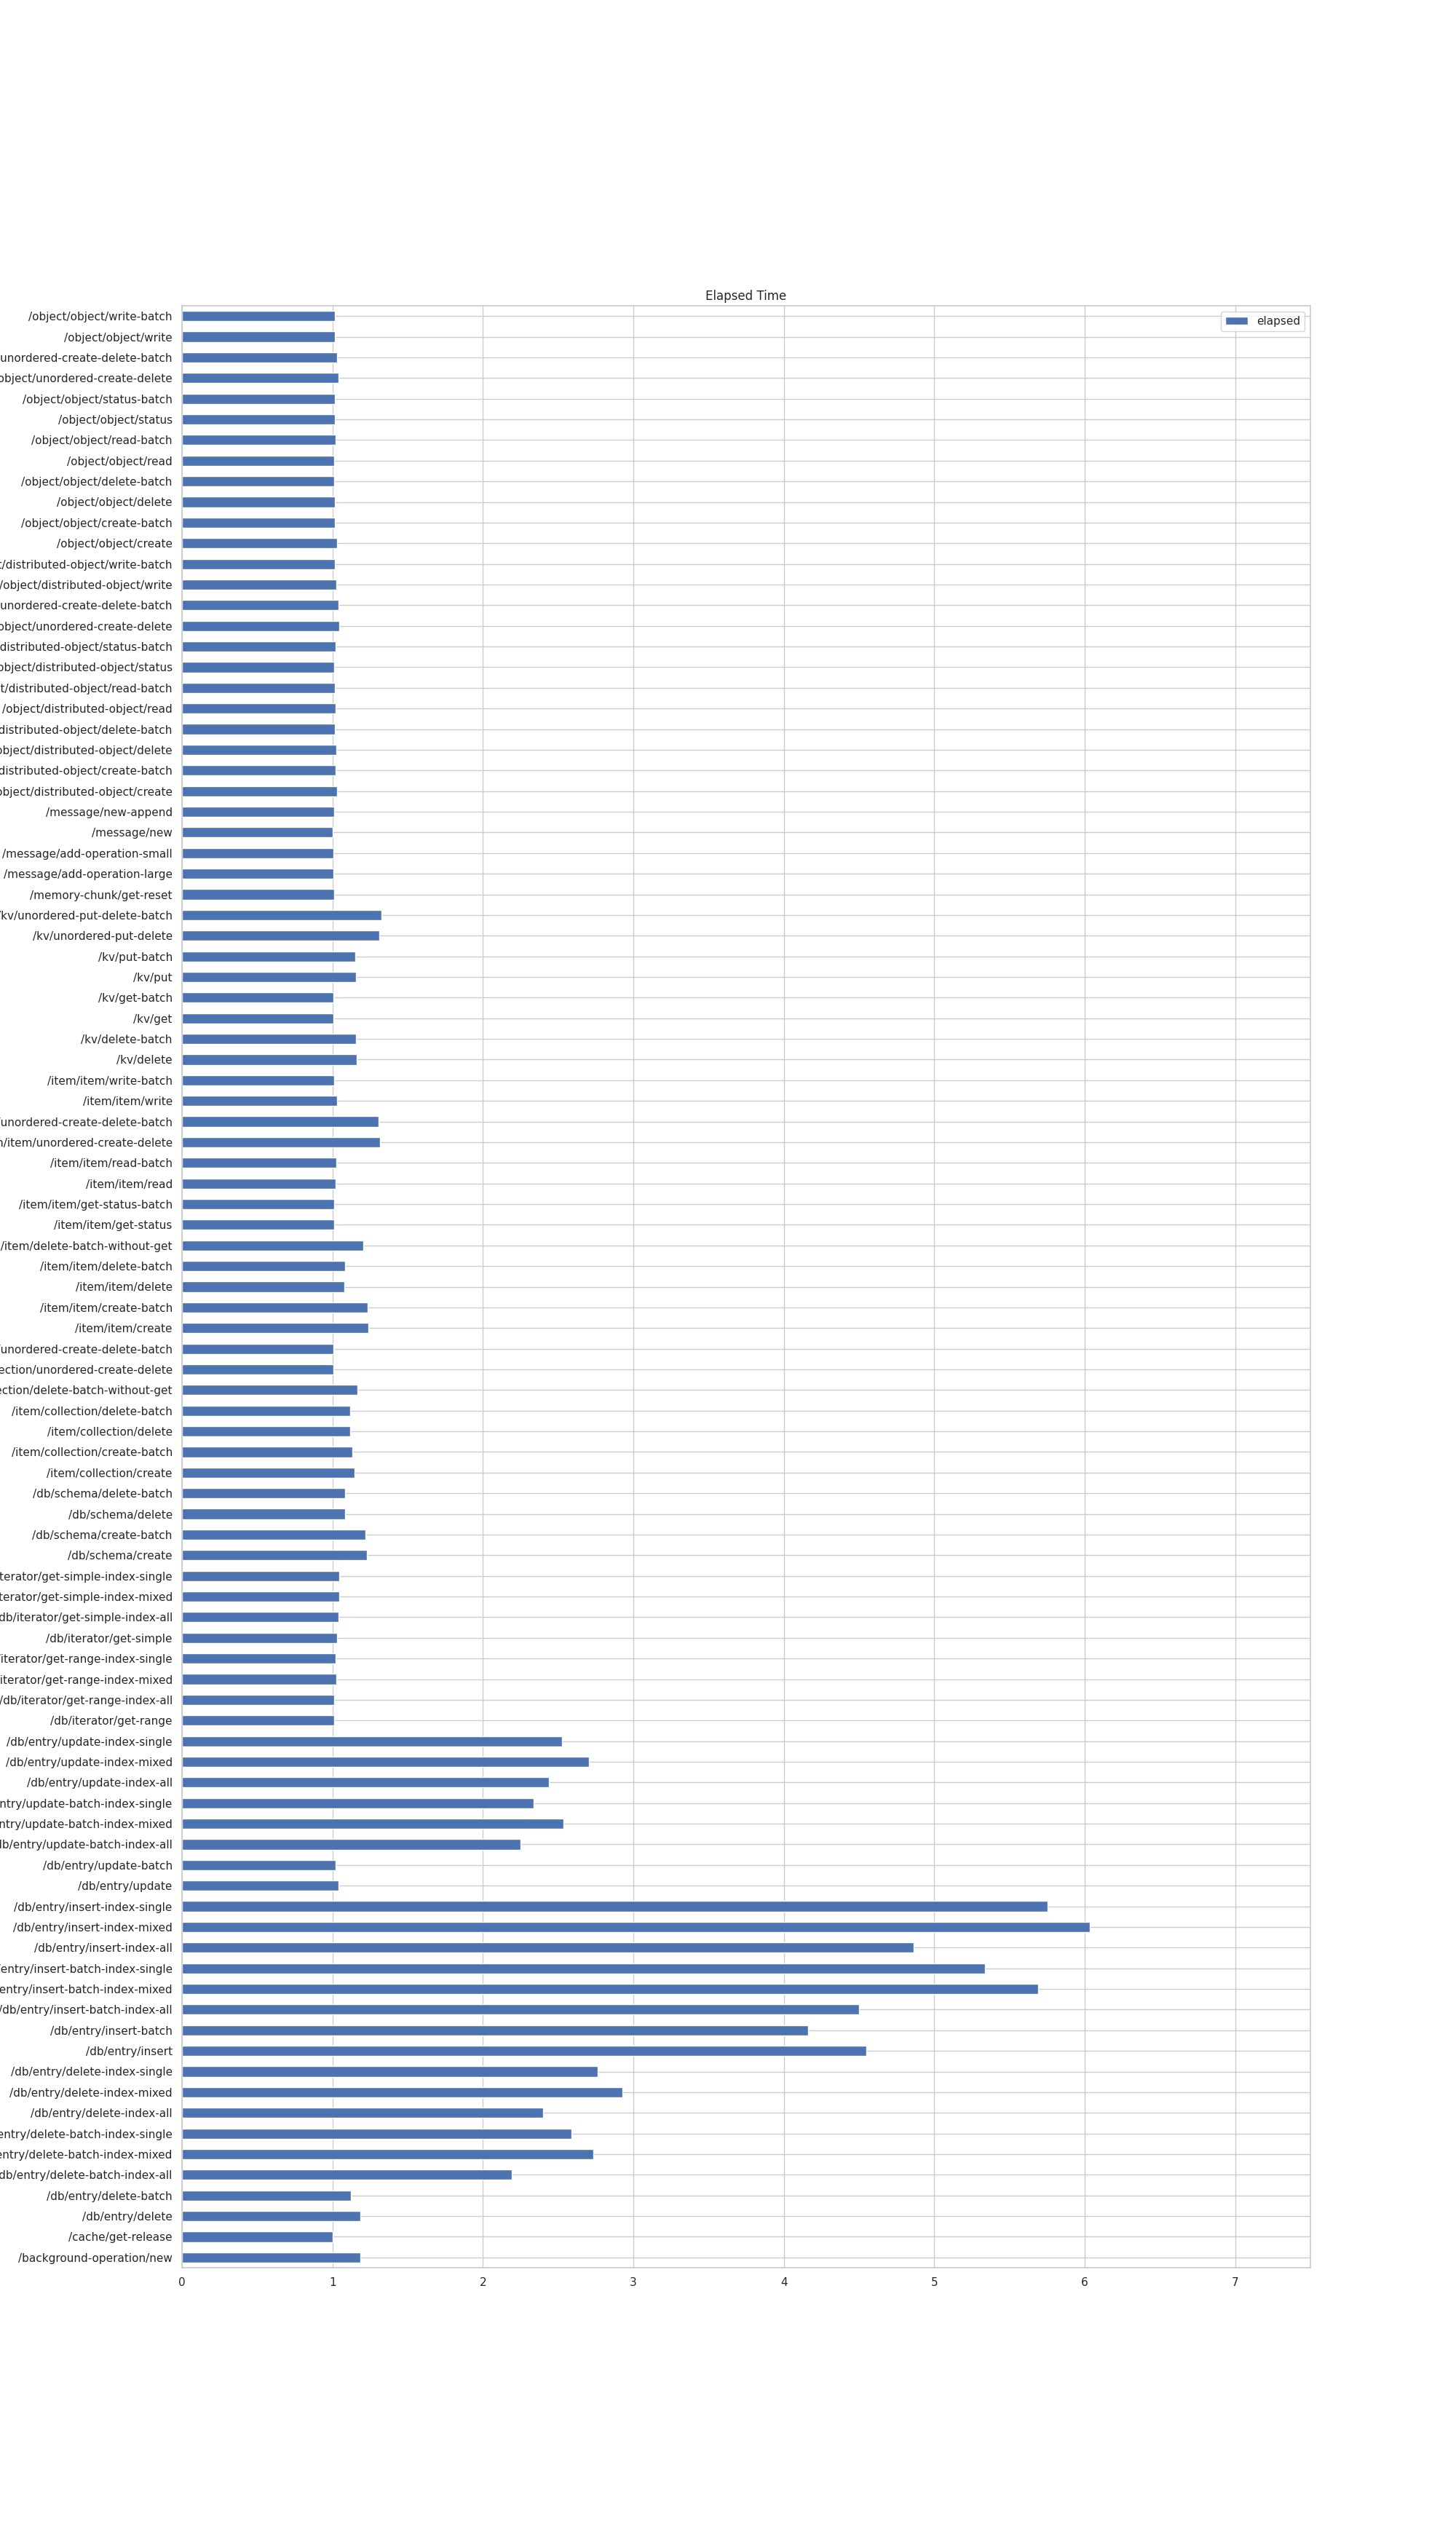 Elapsed Time
elapsed
/object/object/write-batch
/object/object/write
unordered-create-delete-batch
object/unordered-create-delete
/object/object/status-batch
/object/object/status
/object/object/read-batch
/object/object/read
/object/object/delete-batch
/object/object/delete
/object/object/create-batch
/object/object/create
t/distributed-object/write-batch
/object/distributed-object/write
unordered-create-delete-batch
object/unordered-create-delete
distributed-object/status-batch
object/distributed-object/status
t/distributed-object/read-batch
/object/distributed-object/read
distributed-object/delete-batch
object/distributed-object/delete
distributed-object/create-batch
object/distributed-object/create
/message/new-append
/message/new
/message/add-operation-small
/message/add-operation-large
/memory-chunk/get-reset
/kv/unordered-put-delete-batch
/kv/unordered-put-delete
/kv/put-batch
/kv/put
/kv/get-batch
/kv/get
/kv/delete-batch
/kv/delete
/item/item/write-batch
/item/item/write
/unordered-create-delete-batch
m/item/unordered-create-delete
/item/item/read-batch
/item/item/read
/item/item/get-status-batch
/item/item/get-status
/item/delete-batch-without-get
/item/item/delete-batch
/item/item/delete
/item/item/create-batch
/item/item/create
/unordered-create-delete-batch
ection/unordered-create-delete
ction/delete-batch-without-get
/item/collection/delete-batch
/item/collection/delete
/item/collection/create-batch
/item/collection/create
/db/schema/delete-batch
/db/schema/delete
/db/schema/create-batch
/db/schema/create
terator/get-simple-index-single
terator/get-simple-index-mixed
db/iterator/get-simple-index-all
/db/iterator/get-simple
/iterator/get-range-index-single
iterator/get-range-index-mixed
/db/iterator/get-range-index-all
/db/iterator/get-range
/db/entry/update-index-single
/db/entry/update-index-mixed
/db/entry/update-index-all
ntry/update-batch-index-single
ntry/update-batch-index-mixed
db/entry/update-batch-index-all
/db/entry/update-batch
/db/entry/update
/db/entry/insert-index-single
/db/entry/insert-index-mixed
/db/entry/insert-index-all
/entry/insert-batch-index-single
entry/insert-batch-index-mixed
/db/entry/insert-batch-index-all
/db/entry/insert-batch
/db/entry/insert
/db/entry/delete-index-single
/db/entry/delete-index-mixed
/db/entry/delete-index-all
entry/delete-batch-index-single
entry/delete-batch-index-mixed
db/entry/delete-batch-index-all
/db/entry/delete-batch
/db/entry/delete
/cache/get-release
/background-operation/new
0 1 2 3 4 5 6 7